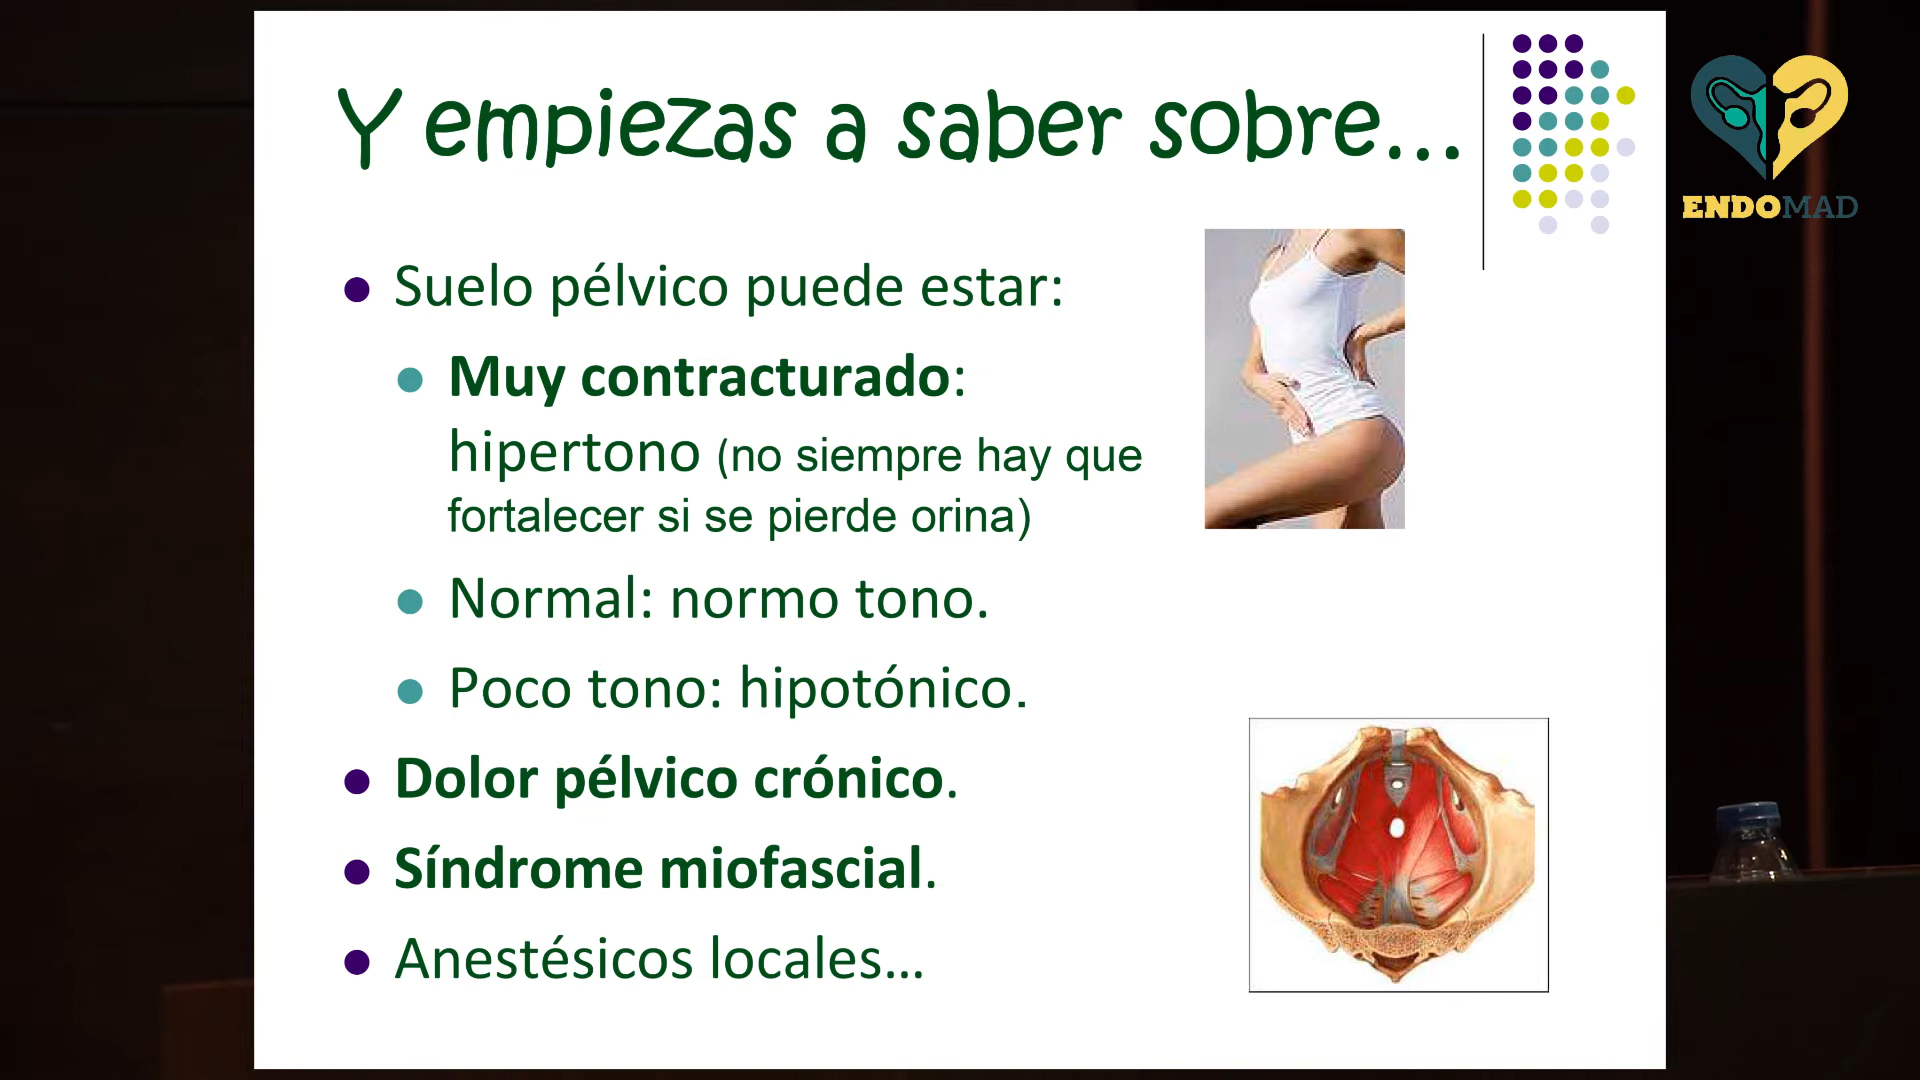 Y empiezas a saber sobre...
Suelo pélvico puede estar:
Muy contracturado:
hipertono (no siempre hay que
fortalecer si se pierde orina)
Normal: normo tono.
Poco tono: hipotónico.
Dolor pélvico crónico.
Síndrome miofascial.
Anestésicos locales...
ENDOMAD